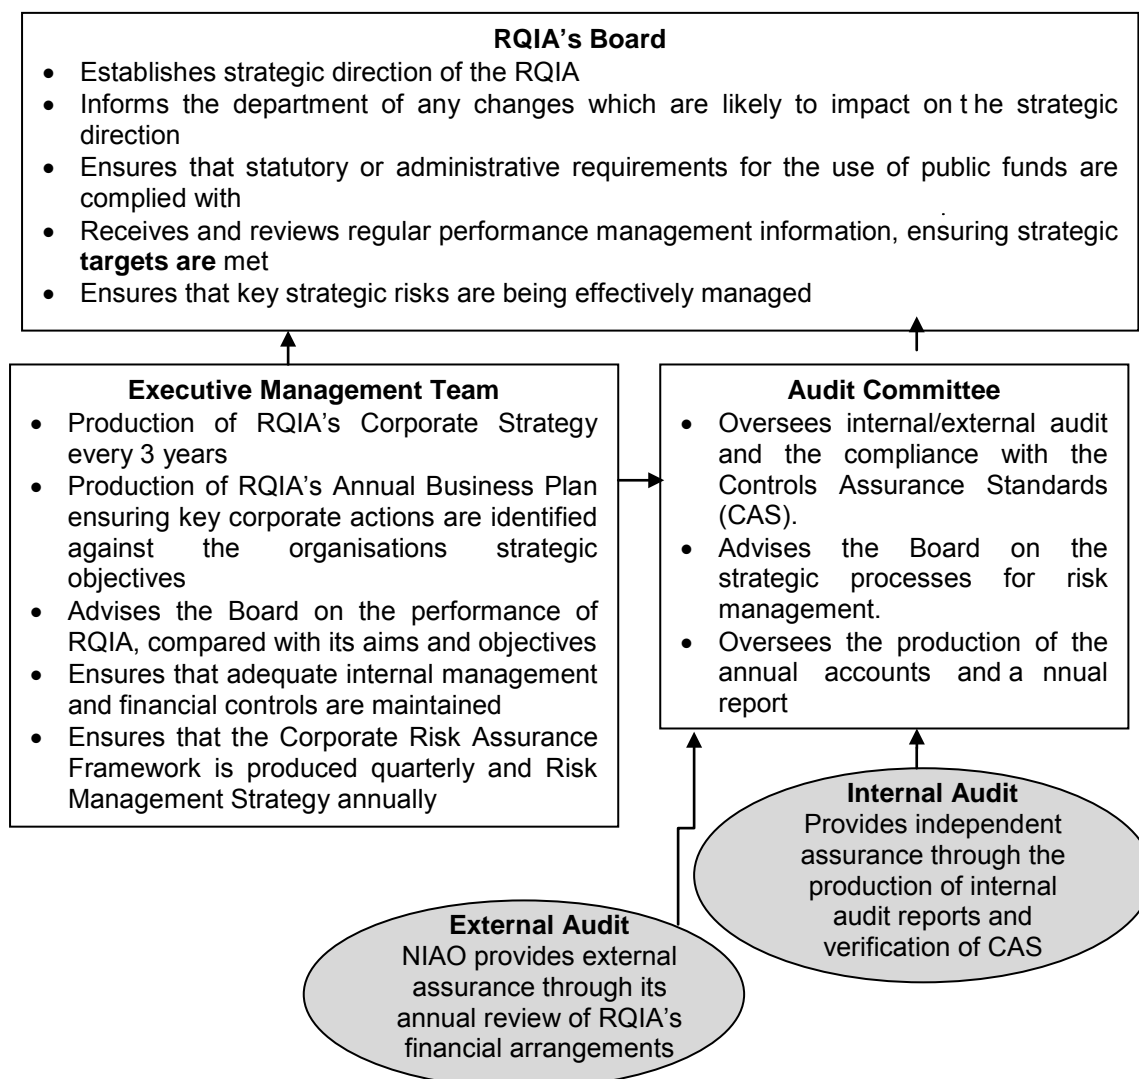 RQIA's Board
• Establishes strategic direction of the RQIA
• Informs the department of any changes which are likely to impact on t he strategic
direction
• Ensures that statutory or administrative requirements for the use of public funds are
complied with
• Receives and reviews regular performance management information, ensuring strategic
targets are met
• Ensures that key strategic risks are being effectively managed
Executive Management Team
• Production of RQIA's Corporate Strategy
every 3 years
• Production of RQIA's Annual Business Plan
ensuring key corporate actions are identified
against the organisations strategic
objectives
• Advises the Board on the performance of
RQIA, compared with its aims and objectives
• Ensures that adequate internal management
and financial controls are maintained
• Ensures that the Corporate Risk Assurance
Framework is produced quarterly and Risk
Management Strategy annually
Audit Committee
• Oversees internal/external audit
and the compliance with the
Controls Assurance Standards
(CAS).
• Advises the Board on the
strategic processes for risk
management.
• Oversees the production of the
annual accounts and a nnual
report
Internal Audit
Provides independent
assurance through the
production of internal
audit reports and
verification of CAS
External Audit
NIAO provides external
assurance through its
annual review of RQIA's
financial arrangements